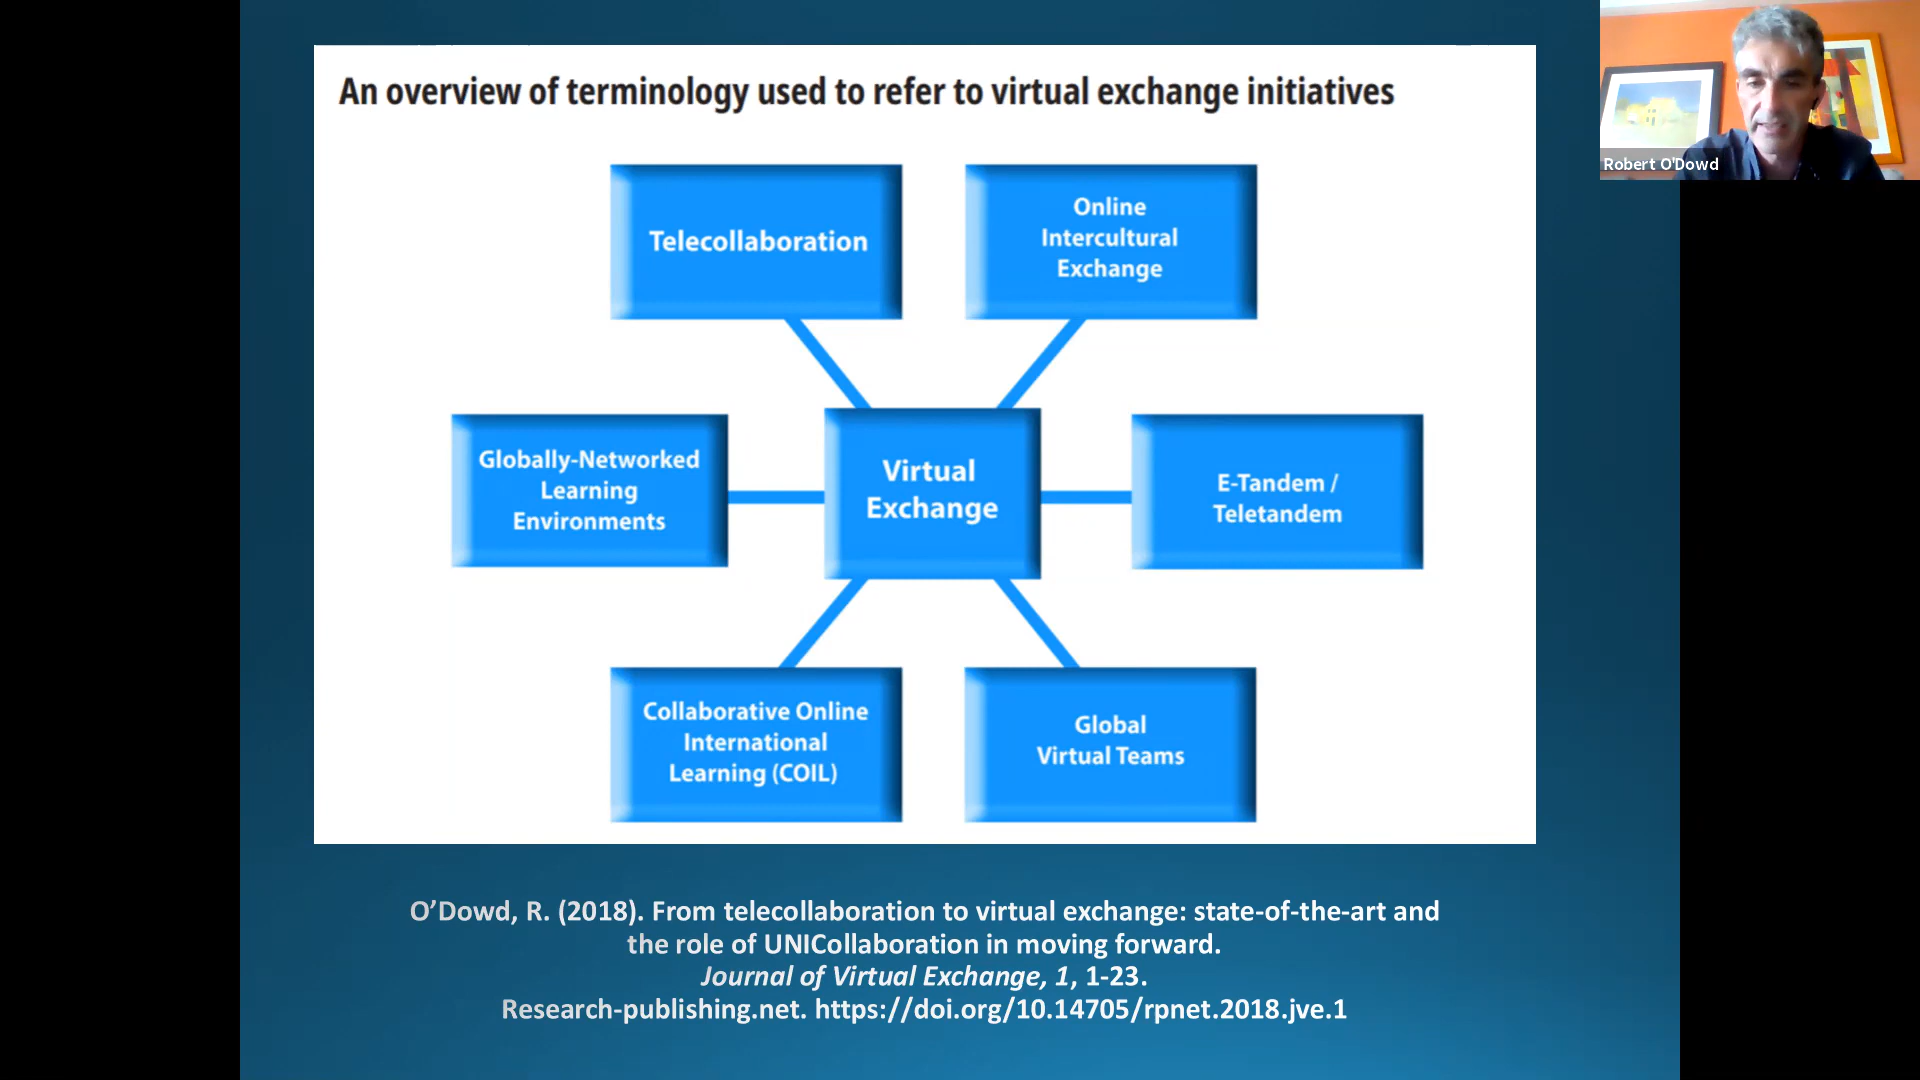 An overview of terminology used to refer to virtual exchange initiatives
Robert O'Dowd
Telecollaboration
Online
Intercultural
Exchange
Globally-Networked
Learning
Environments
Virtual
Exchange
E-Tandem /
Teletandem
Collaborative Online
International
Learning (COIL)
Global
Virtual Teams
O’Dowd, R. (2018). From telecollaboration to virtual exchange: state-of-the-art and
the role of UNICollaboration in moving forward.
Journal of Virtual Exchange, 1, 1-23.
Research-publishing.net. https://doi.org/10.14705/rpnet.2018.jve.1